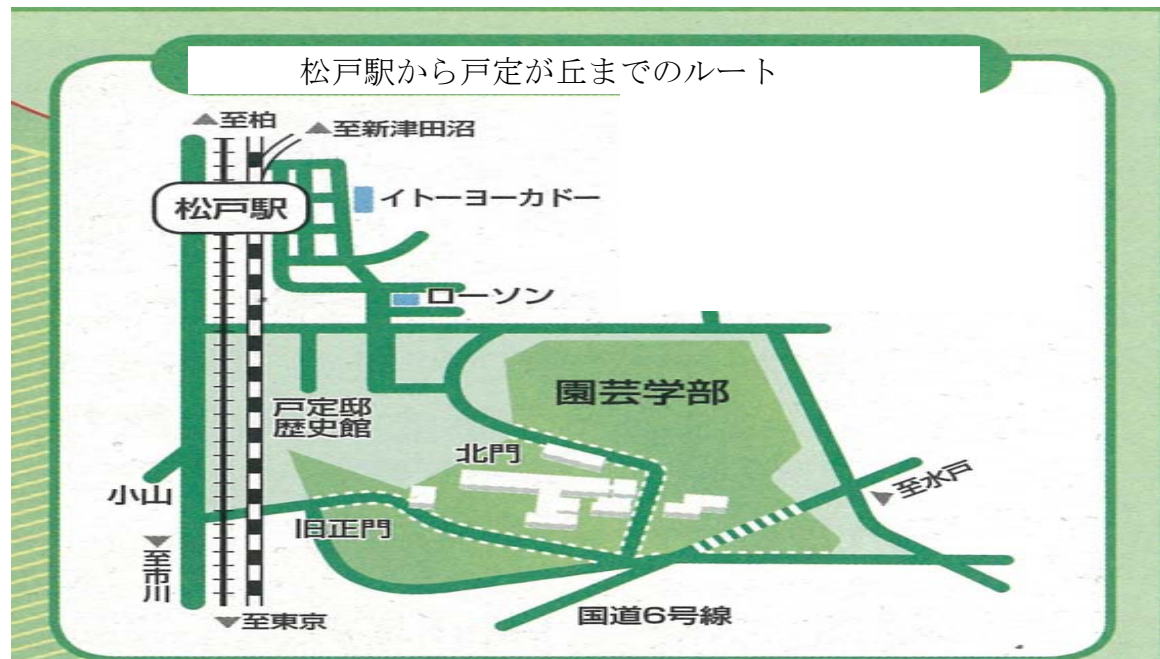 松戸駅から戸定が丘までのルート
▲至柏
▲至新津田沼
松戸駅
イトーヨーカドー
ローソン
園芸学部
戸定邸
歴史館
北門
小山
▼至水戸
旧正門
▼至市川
国道6号線
▼至東京